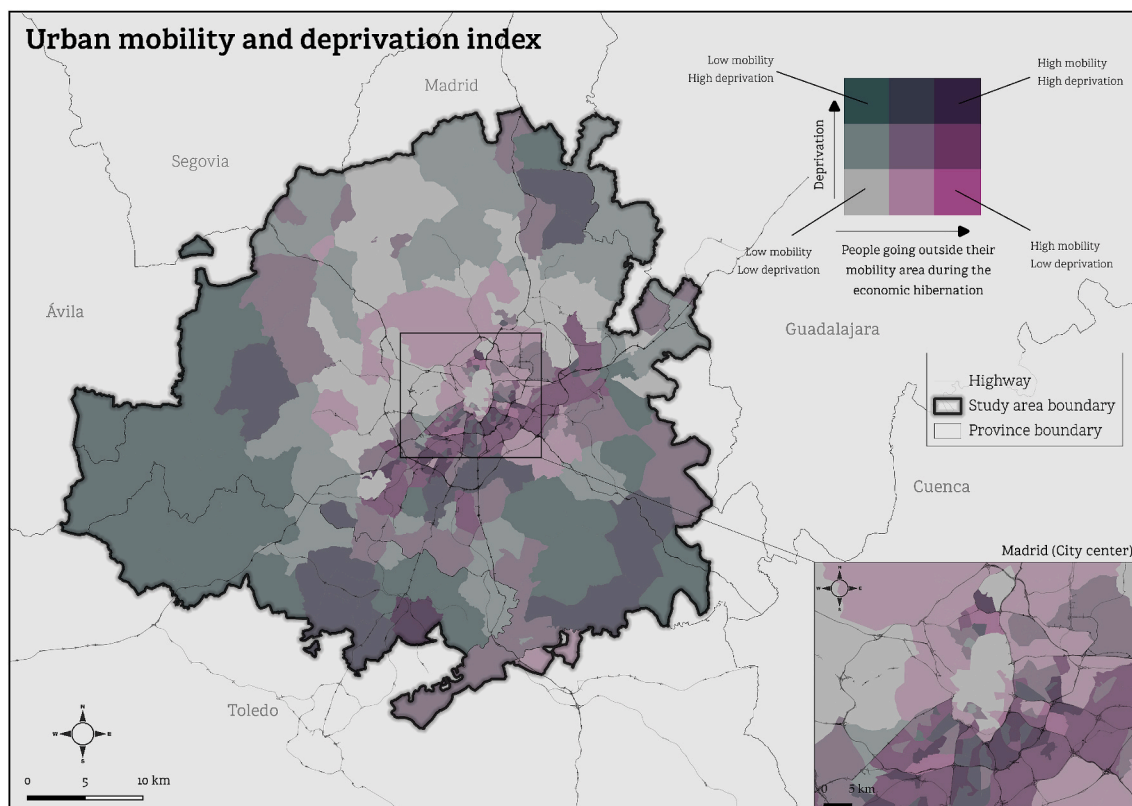 Urban mobility and deprivation index
Madrid
Segovia
Ávila
Guadalajara
Cuenca
Toledo
Low mobility
High deprivation
High mobility
High deprivation
Deprivation
Low mobility
Low deprivation
People going outside their
mobility area during the
economic hibernation
High mobility
Low deprivation
Highway
Study area boundary
Province boundary
Madrid (City center)
N
W
E
S
0
5 km
N
W
E
S
0
5
10 km